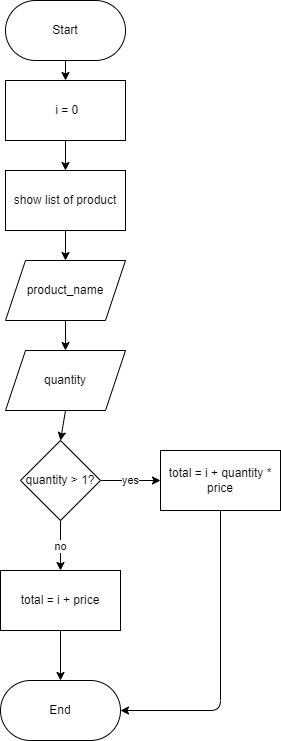 Start
i = 0
show list of product
product_name
quantity
quantity > 1?
yes
total = i + quantity *
price
no
total = i + price
End